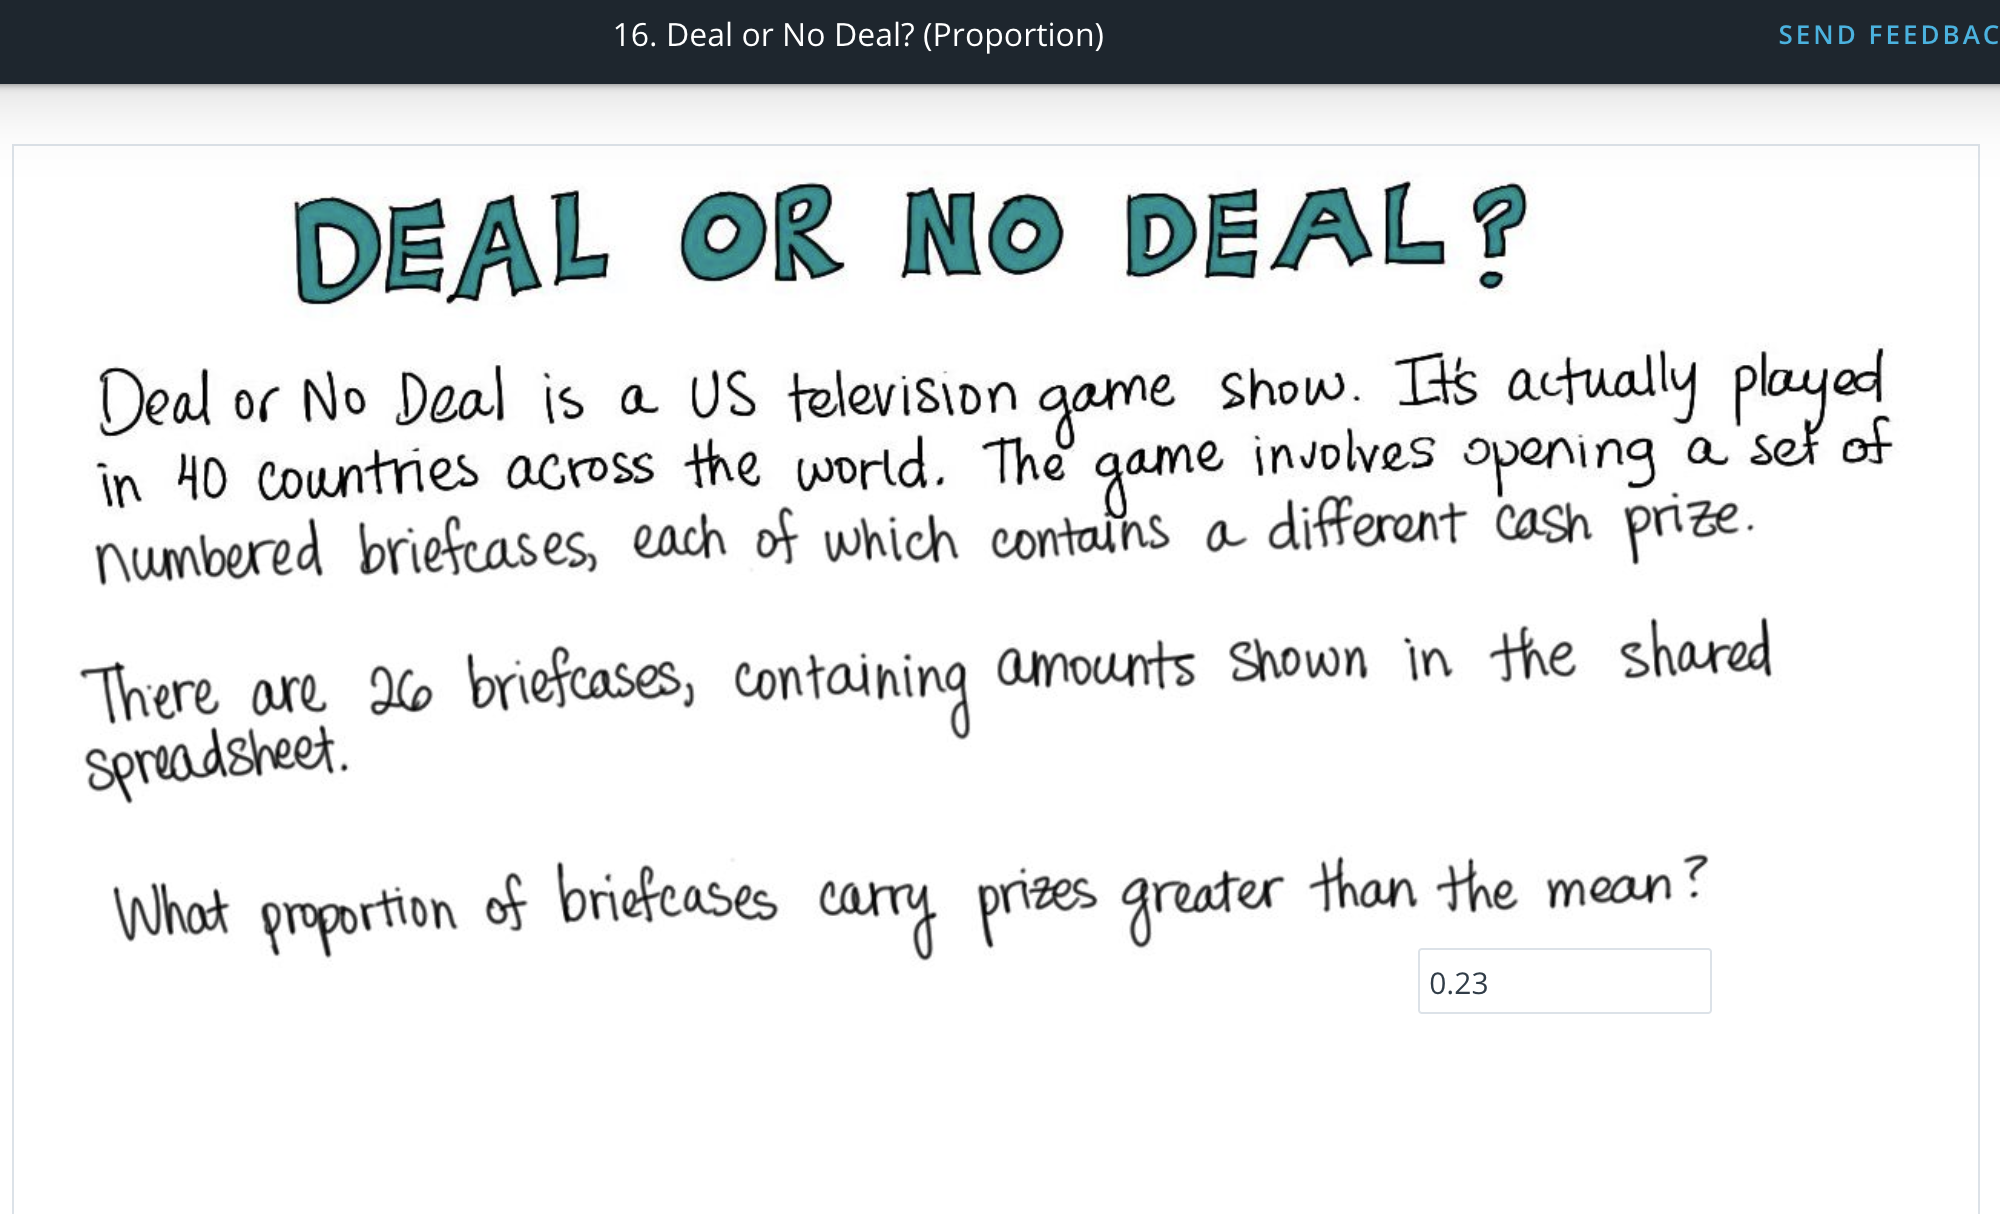 16. Deal or No Deal? (Proportion)
SEND FEEDBAC
DEAL OR NO DEAL?
Deal or No Deal is a US television game show. It's actually played
in 40 countries across the world. The game involves opening a set of
numbered briefcases, each of which contains a different cash prize.
There are 26 briefcases, containing amounts shown in the shared
spreadsheet.
What proportion of briefcases carry prizes greater than the mean?
0.23